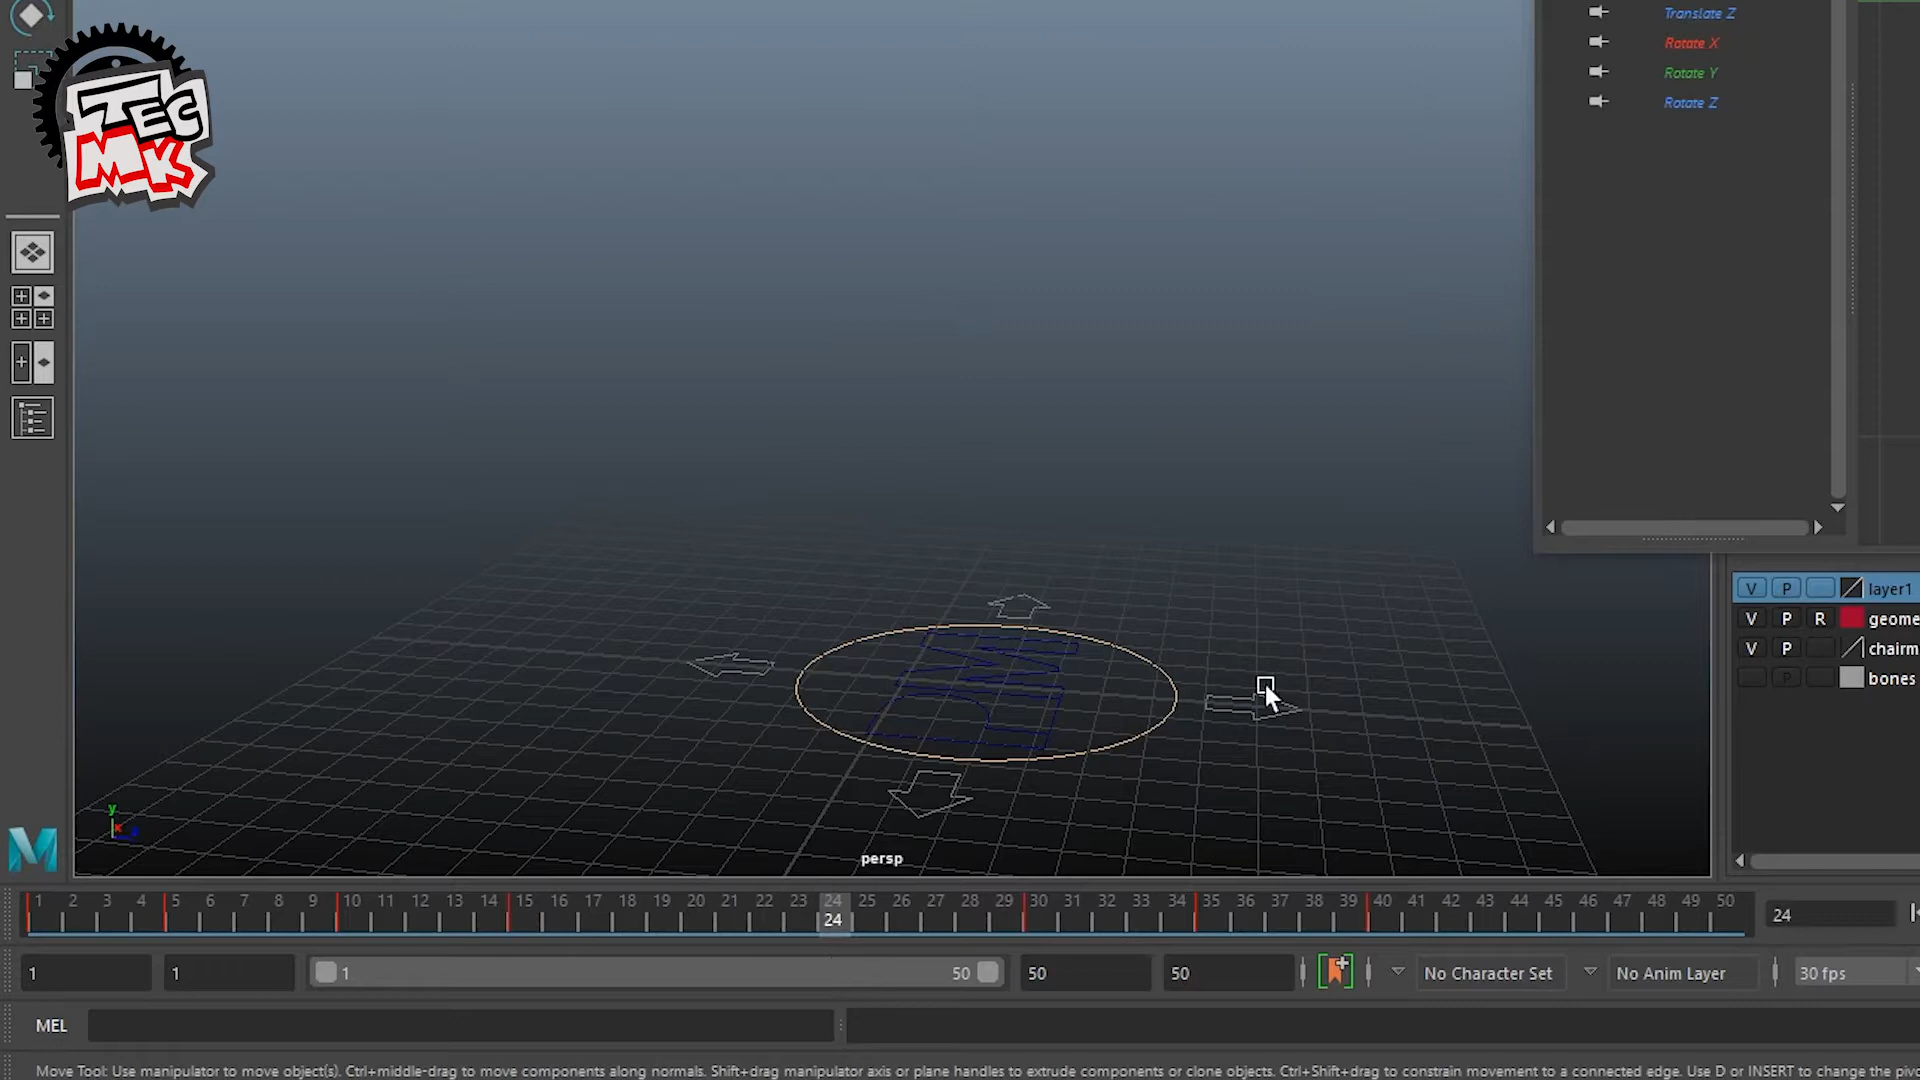 TEC
MKS
Translate Z
Rotate X
Rotate Y
Rotate Z
V P layer1
V P R geome
V P chairm
P bones
y
x
z
persp
1 2 3 4 5 6 7 8 9 10 11 12 13 14 15 16 17 18 19 20 21 22 23 24 25 26 27 28 29 30 31 32 33 34 35 36 37 38 39 40 41 42 43 44 45 46 47 48 49 50
24
24
1 1 1 50 50 50 No Character Set No Anim Layer 30 fps
MEL
Move Tool: Use manipulator to move object(s). Ctrl+middle-drag to move components along normals. Shift+drag manipulator axis or plane handles to extrude components or clone objects. Ctrl+Shift+drag to constrain movement to a connected edge. Use D or INSERT to change the pivo